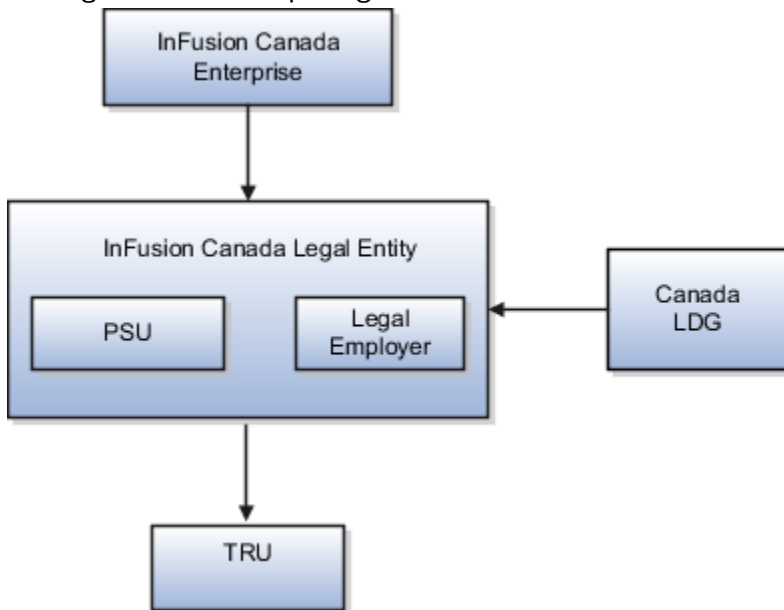 InFusion Canada
Enterprise
InFusion Canada Legal Entity
PSU
Legal
Employer
Canada
LDG
TRU